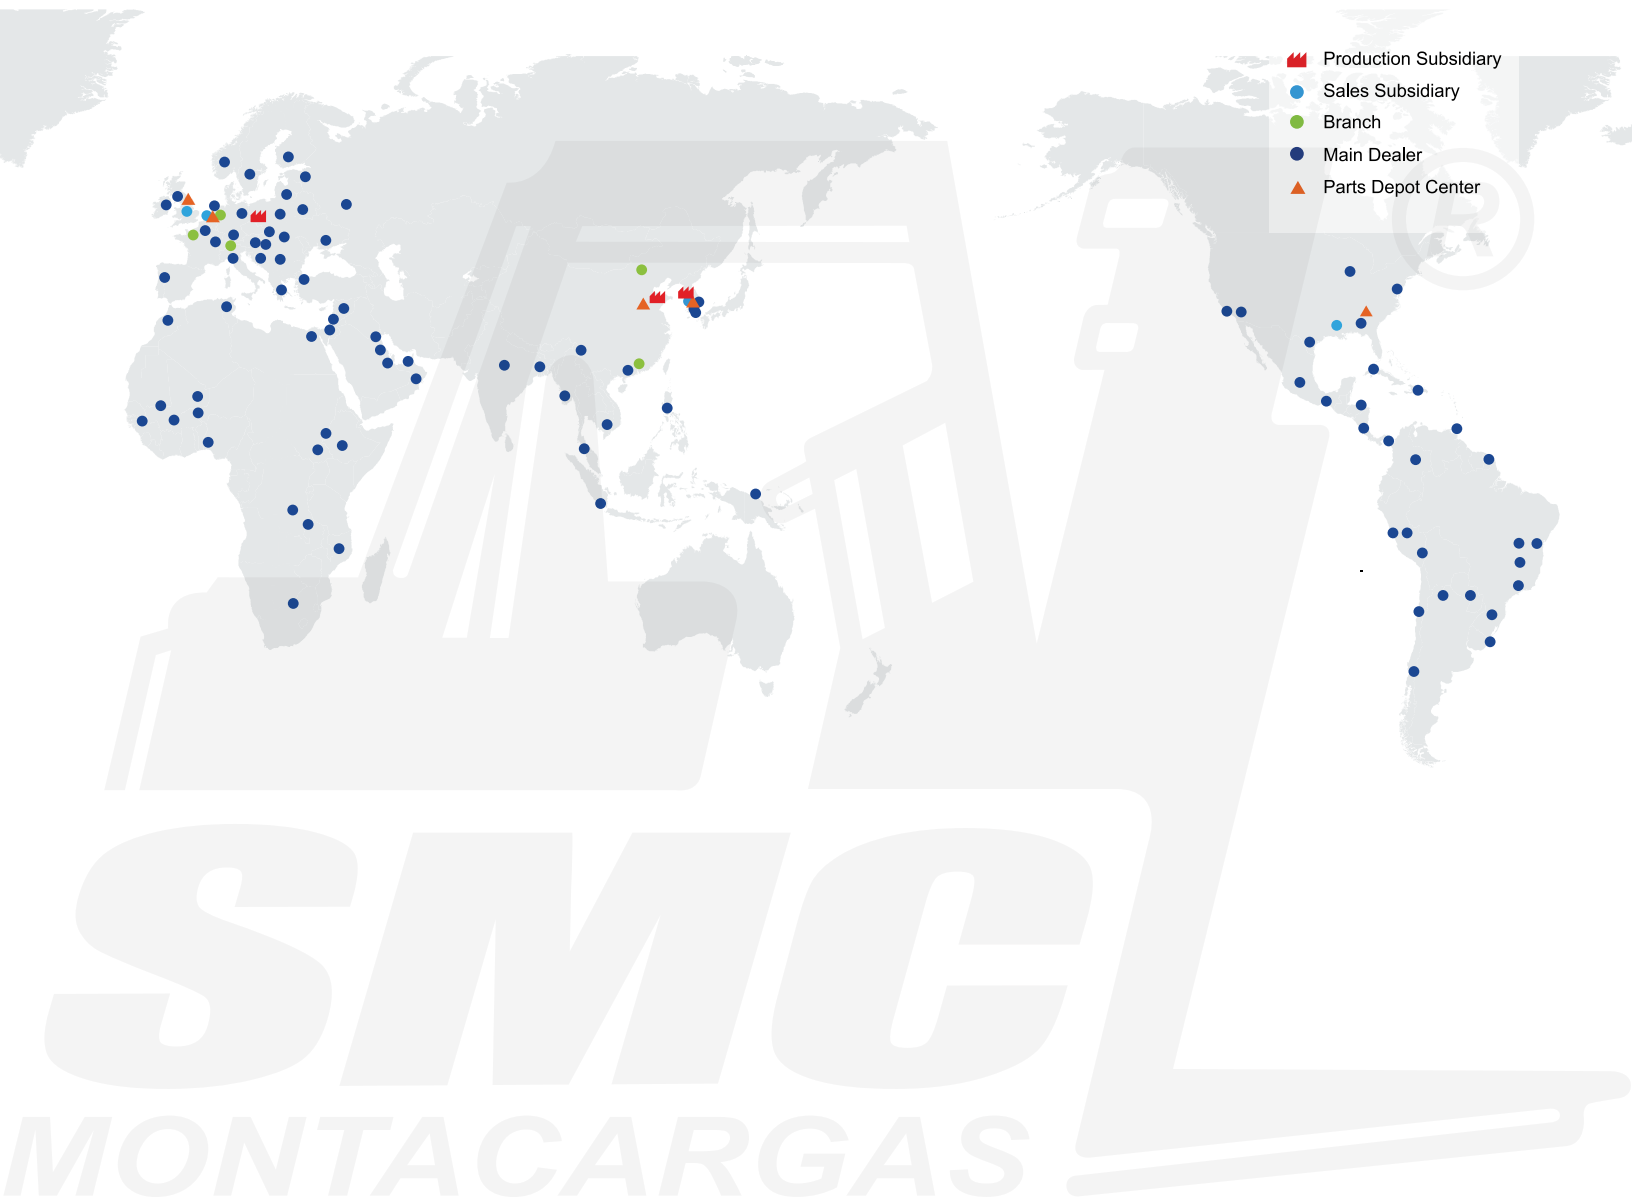 Production Subsidiary
Sales Subsidiary
Branch
Main Dealer
Parts Depot Center
®
SMC
MONTACARGAS